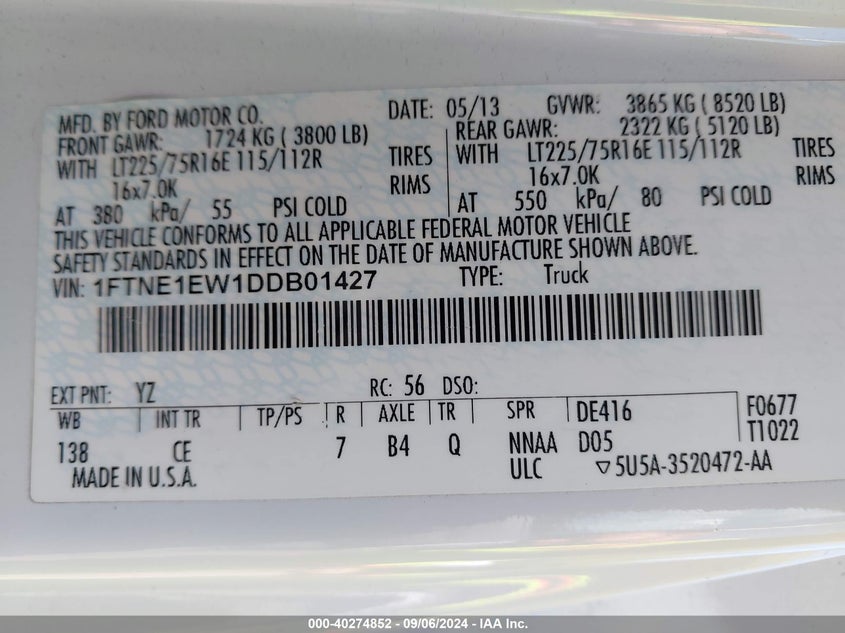 MFD. BY FORD MOTOR CO. DATE: 05/13 GVWR: 3865 KG ( 8520 LB)
FRONT GAWR: 1724 KG ( 3800 LB) REAR GAWR: 2322 KG ( 5120 LB)
WITH LT225/75R16E 115/112R TIRES WITH LT225/75R16E 115/112R TIRES
16x7.0K RIMS 16x7.0K RIMS
AT 380 kPa/ 55 PSI COLD AT 550 kPa/ 80 PSI COLD
THIS VEHICLE CONFORMS TO ALL APPLICABLE FEDERAL MOTOR VEHICLE
SAFETY STANDARDS IN EFFECT ON THE DATE OF MANUFACTURE SHOWN ABOVE.
VIN: 1FTNE1EW1DDB01427 TYPE: Truck
EXT PNT: YZ RC: 56 DSO:
WB INT TR TP/PS R AXLE TR SPR DE416 F0677
138 CE 7 B4 Q NNAA D05 T1022
MADE IN U.S.A. ULC ▽5U5A-3520472-AA
000-40274852 - 09/06/2024 - IAA Inc.